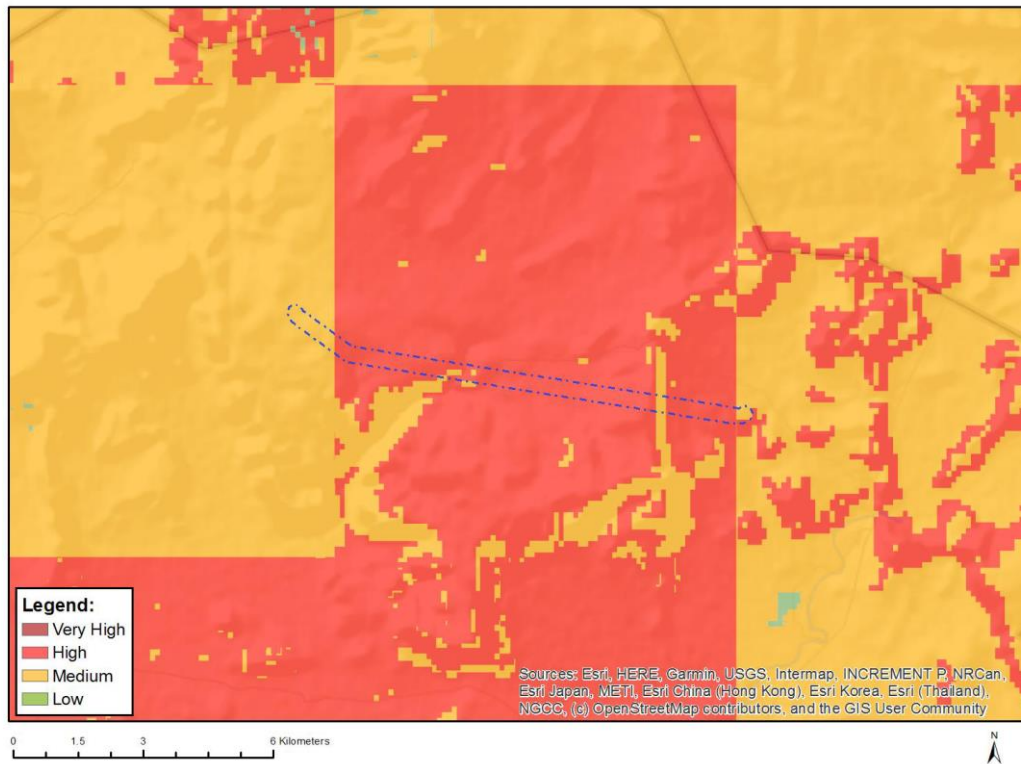 Legend:
Very High
High
Medium
Low
Sources: Esri, HERE, Garmin, USGS, Intermap, INCREMENT P, NRCan,
Esri Japan, METI, Esri China (Hong Kong), Esri Korea, Esri (Thailand),
NGCC, (c) OpenStreetMap contributors, and the GIS User Community
0 1.5 3 6 Kilometers
N